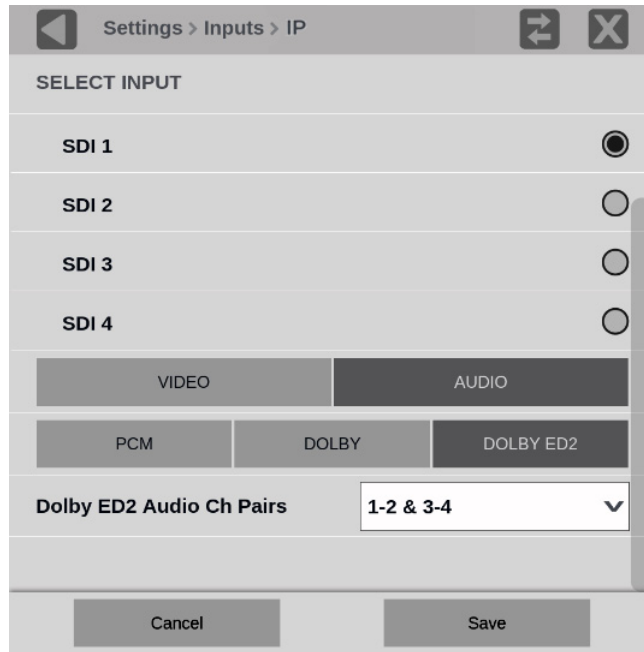 Settings > Inputs > IP
SELECT INPUT
SDI 1
SDI 2
SDI 3
SDI 4
VIDEO AUDIO
PCM DOLBY DOLBY ED2
Dolby ED2 Audio Ch Pairs 1-2 & 3-4
Cancel Save